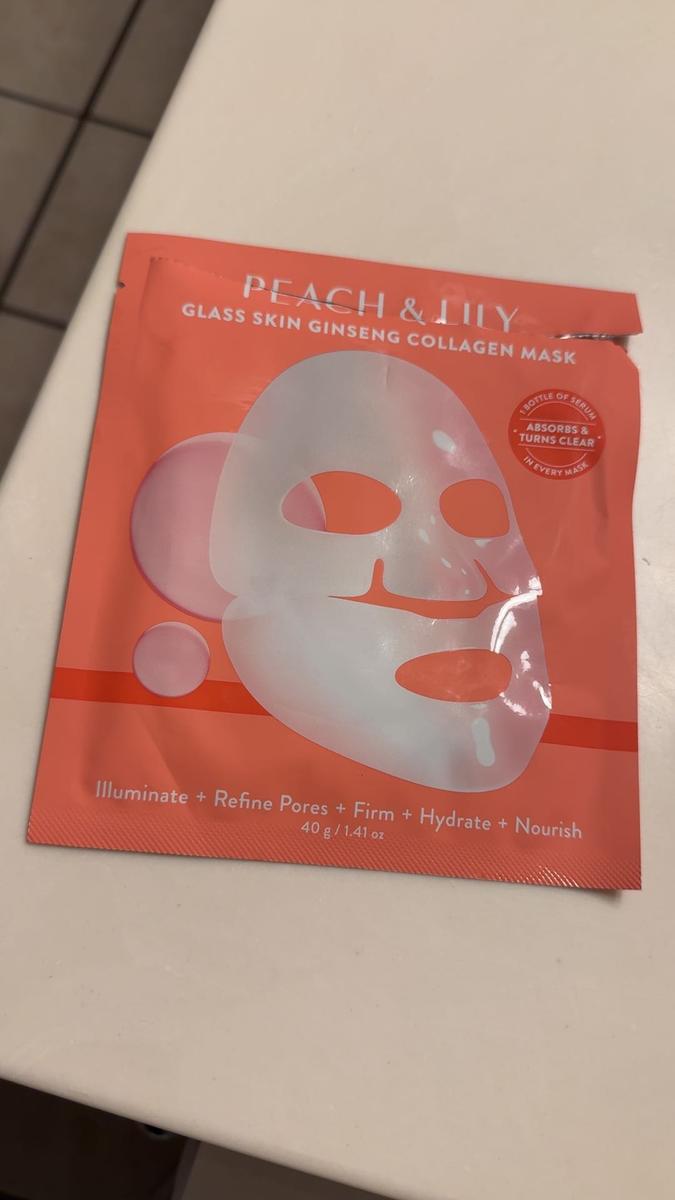 PEACH & LILY
GLASS SKIN GINSENG COLLAGEN MASK
1 BOTTLE OF SERUM
ABSORBS &
TURNS CLEAR
IN EVERY MASK
Illuminate + Refine Pores + Firm + Hydrate + Nourish
40 g / 1.41 oz